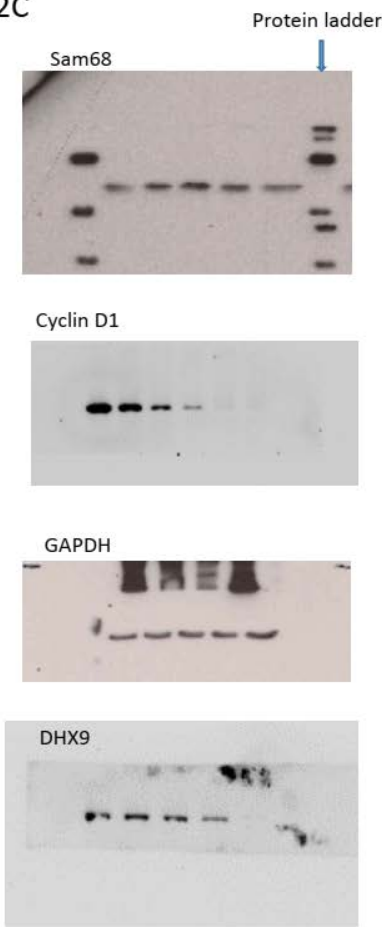 2C
Protein ladder
Sam68
Cyclin D1
GAPDH
DHX9